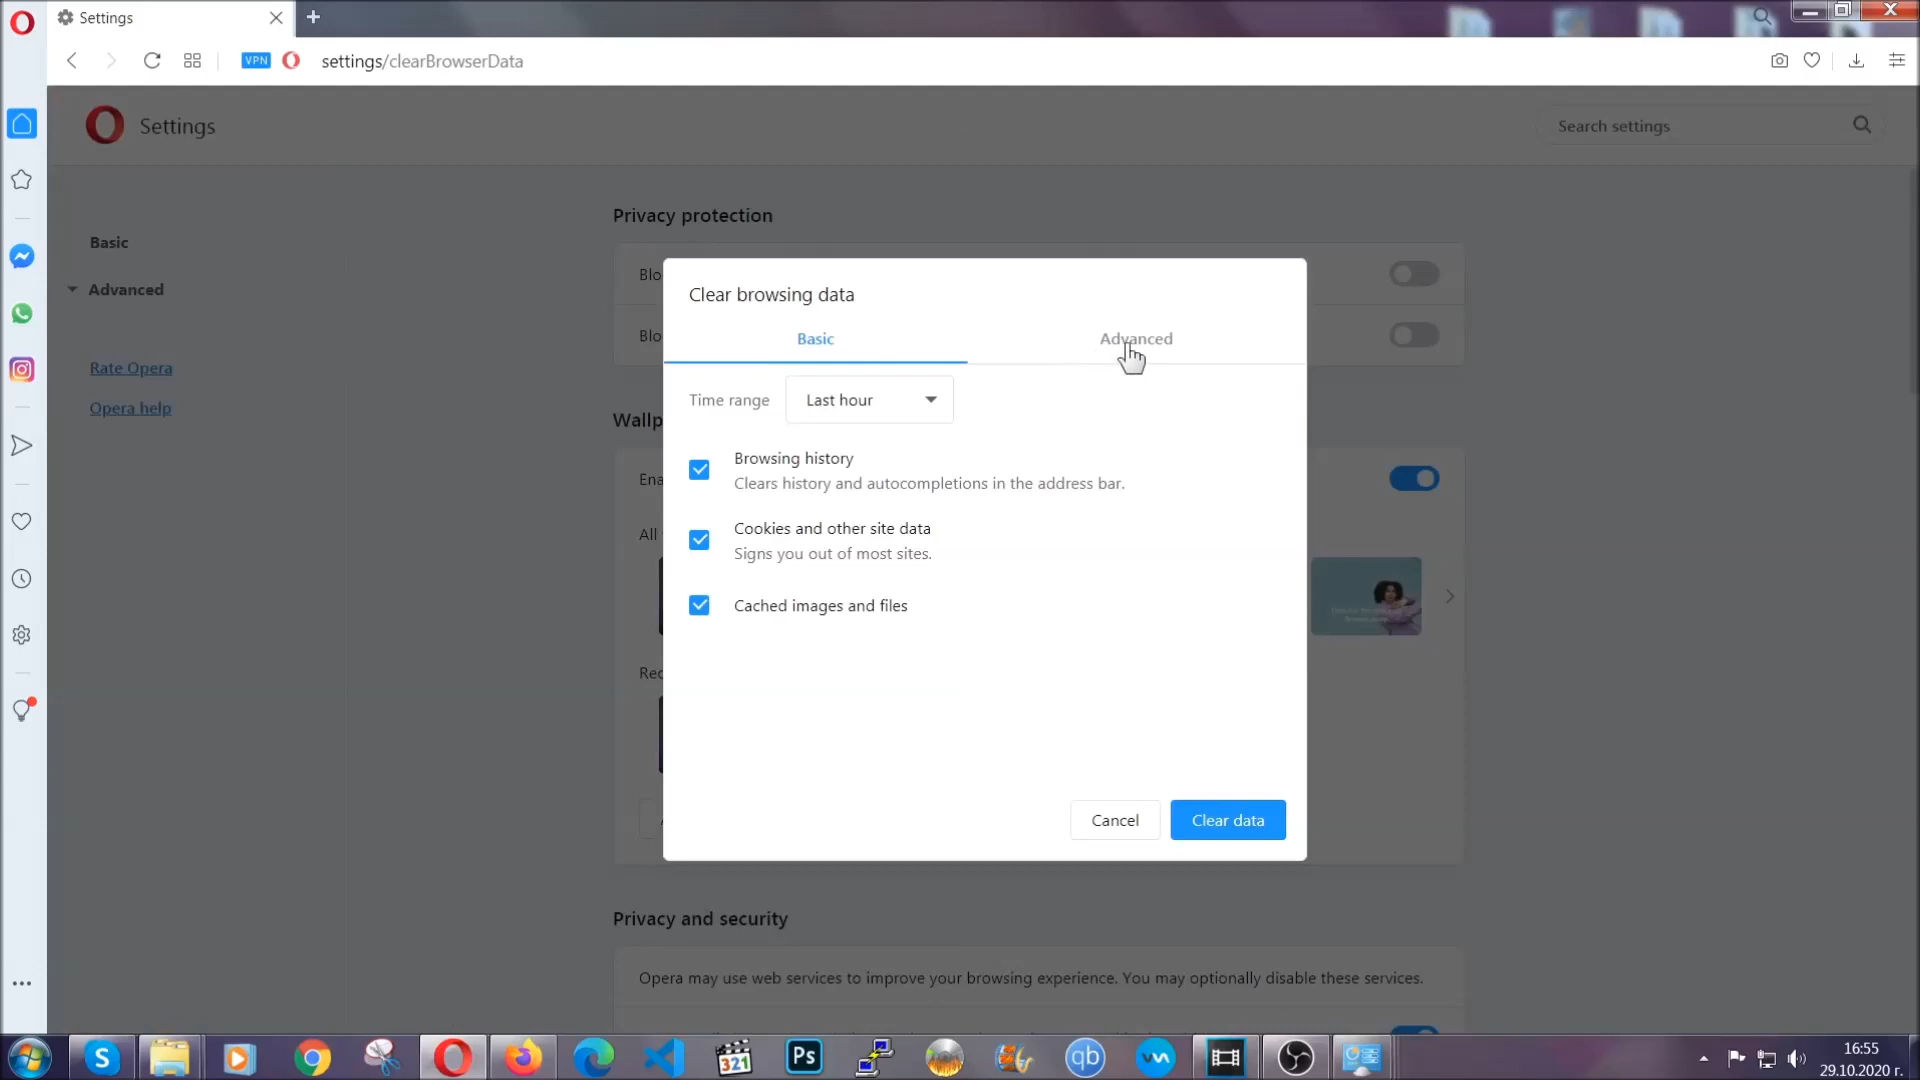 Settings
VPN
settings/clearBrowserData
Settings
Search settings
Basic
Advanced
Rate Opera
Opera help
Privacy protection
Blo
Blo
Wallp
Ena
All
Rec
Clear browsing data
Basic
Advanced
Time range
Last hour
Browsing history
Clears history and autocompletions in the address bar.
Cookies and other site data
Signs you out of most sites.
Cached images and files
Cancel
Clear data
Privacy and security
Opera may use web services to improve your browsing experience. You may optionally disable these services.
S
321
Ps
qb
16:55
29.10.2020 г.